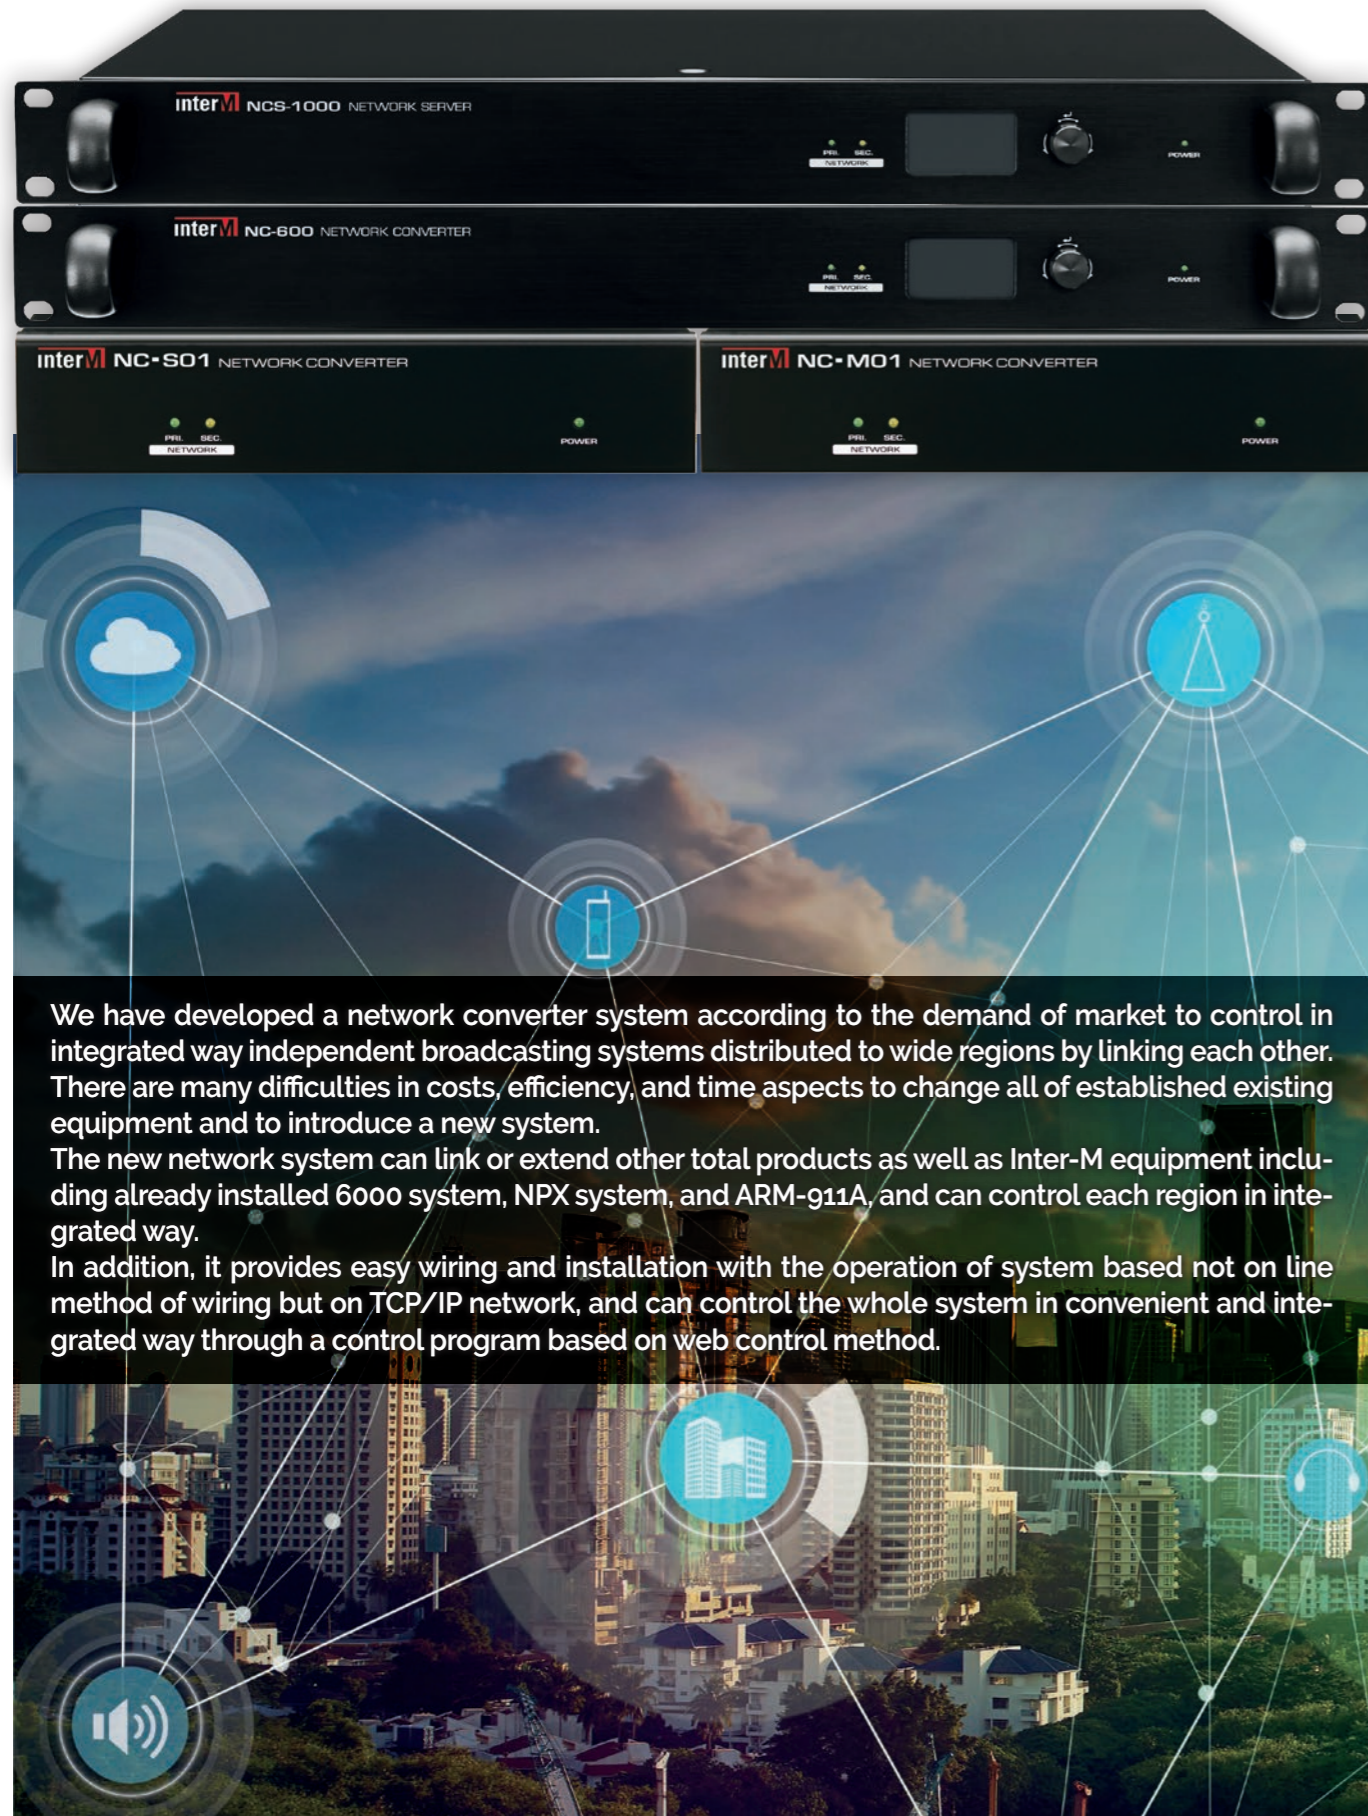 interM NCS-1000 NETWORK SERVER
PRI. SEC.
NETWORK
POWER
interM NC-600 NETWORK CONVERTER
PRI. SEC.
NETWORK
POWER
interM NC-S01 NETWORK CONVERTER
PRI. SEC.
NETWORK
POWER
interM NC-M01 NETWORK CONVERTER
PRI. SEC.
NETWORK
POWER
We have developed a network converter system according to the demand of market to control in
integrated way independent broadcasting systems distributed to wide regions by linking each other.
There are many difficulties in costs, efficiency, and time aspects to change all of established existing
equipment and to introduce a new system.
The new network system can link or extend other total products as well as Inter-M equipment inclu-
ding already installed 6000 system, NPX system, and ARM-911A, and can control each region in inte-
grated way.
In addition, it provides easy wiring and installation with the operation of system based not on line
method of wiring but on TCP/IP network, and can control the whole system in convenient and inte-
grated way through a control program based on web control method.